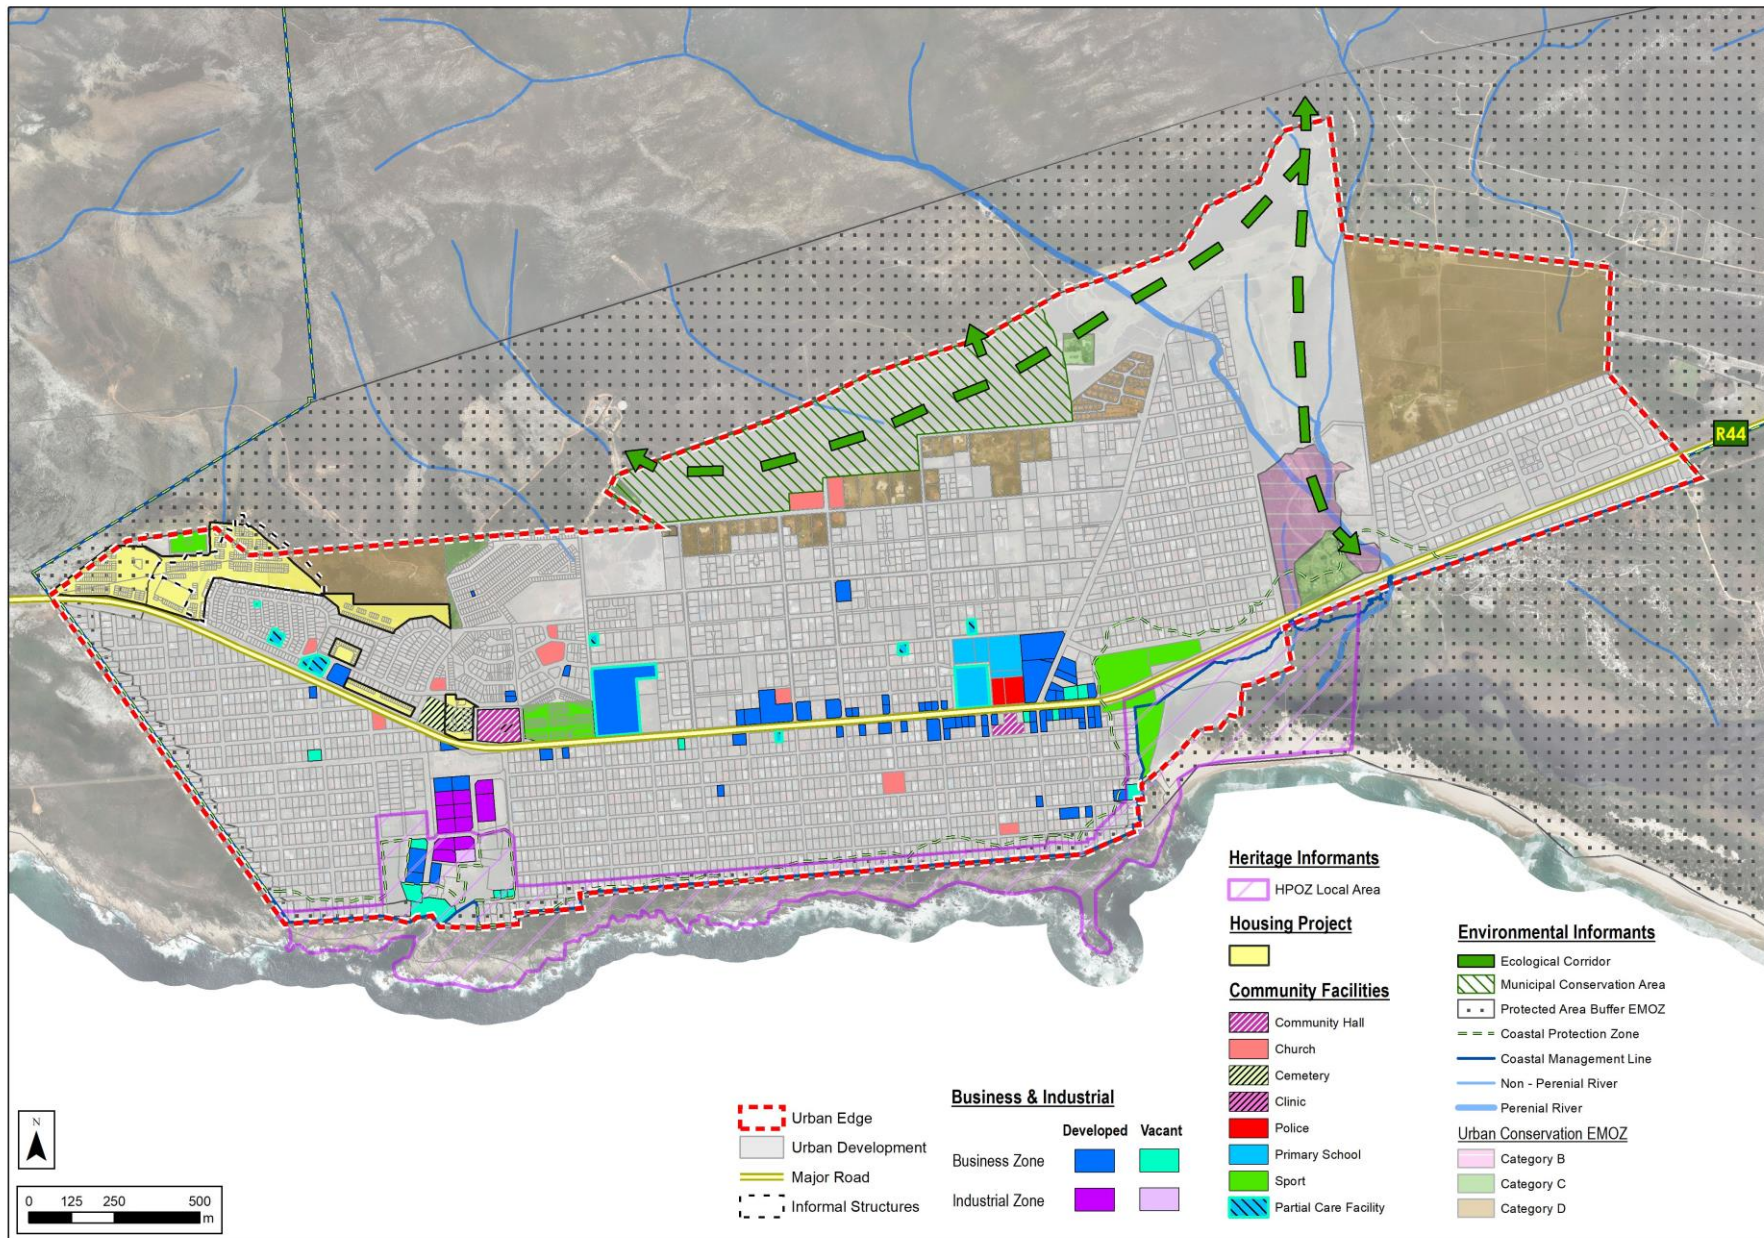 R44
Heritage Informants
HPOZ Local Area
Housing Project
Community Facilities
Community Hall
Church
Cemetery
Clinic
Police
Primary School
Sport
Partial Care Facility
Environmental Informants
Ecological Corridor
Municipal Conservation Area
Protected Area Buffer EMOZ
Coastal Protection Zone
Coastal Management Line
Non - Perenial River
Perenial River
Urban Conservation EMOZ
Category B
Category C
Category D
Urban Edge
Urban Development
Major Road
Informal Structures
Business & Industrial
Developed Vacant
Business Zone
Industrial Zone
N
0 125 250 500
m